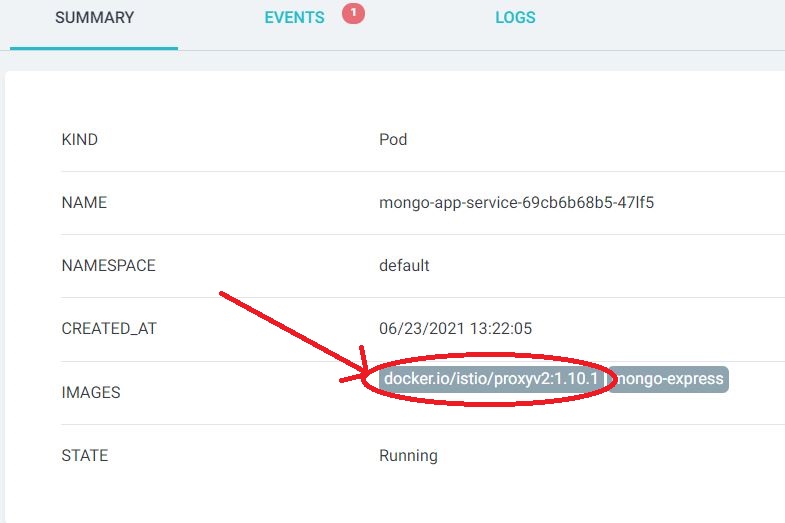 SUMMARY EVENTS 1 LOGS
KIND Pod
NAME mongo-app-service-69cb6b68b5-47lf5
NAMESPACE default
CREATED_AT 06/23/2021 13:22:05
IMAGES docker.io/istio/proxyv2:1.10.1 mongo-express
STATE Running